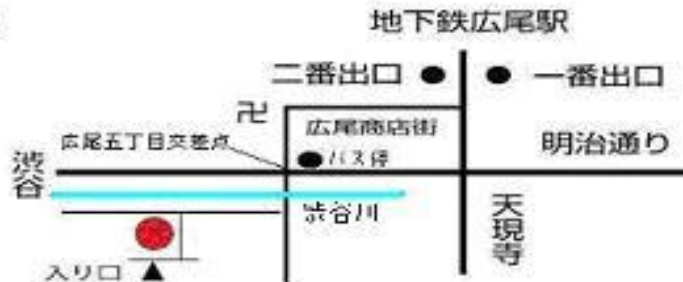 地下鉄広尾駅
二番出口
一番出口
卍
広尾商店街
広尾五丁目交差点
バス停
明治通り
渋谷
渋谷川
天現寺
入り口